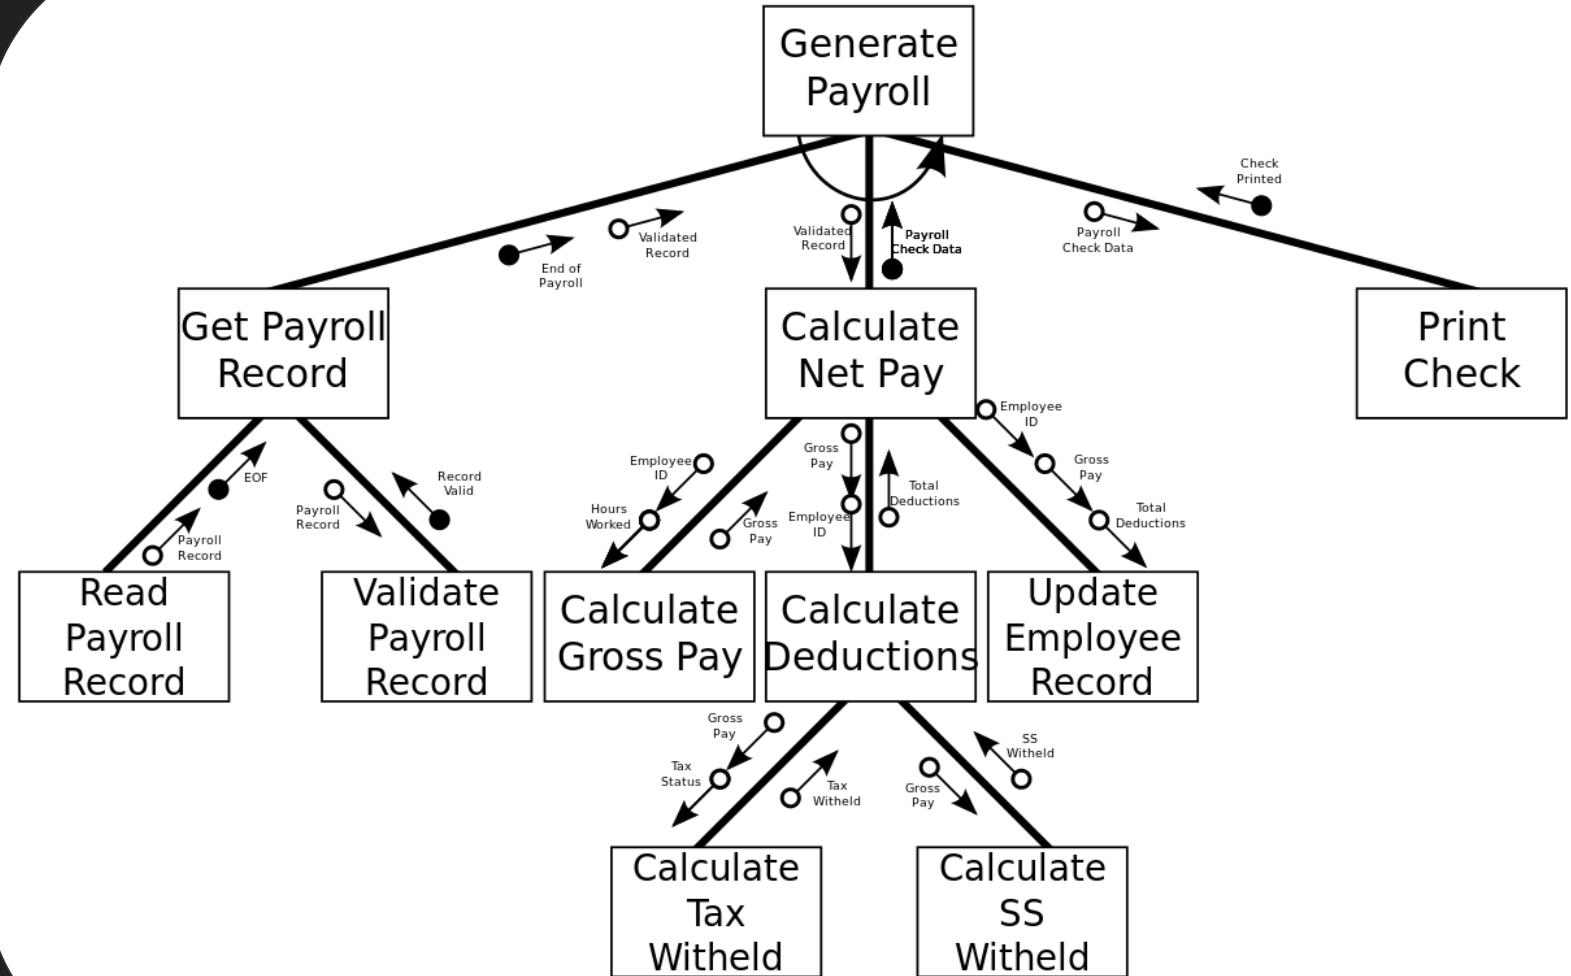 Generate
Payroll
Check
Printed
End of
Payroll
Validated
Record
Validated
Record
Payroll
Check Data
Payroll
Check Data
Get Payroll
Record
Calculate
Net Pay
Print
Check
EOF
Payroll
Record
Payroll
Record
Record
Valid
Employee
ID
Hours
Worked
Gross
Pay
Gross
Pay
Employee
ID
Total
Deductions
Employee
ID
Gross
Pay
Total
Deductions
Read
Payroll
Record
Validate
Payroll
Record
Calculate
Gross Pay
Calculate
Deductions
Update
Employee
Record
Gross
Pay
Tax
Status
Tax
Witheld
Gross
Pay
SS
Witheld
Calculate
Tax
Witheld
Calculate
SS
Witheld